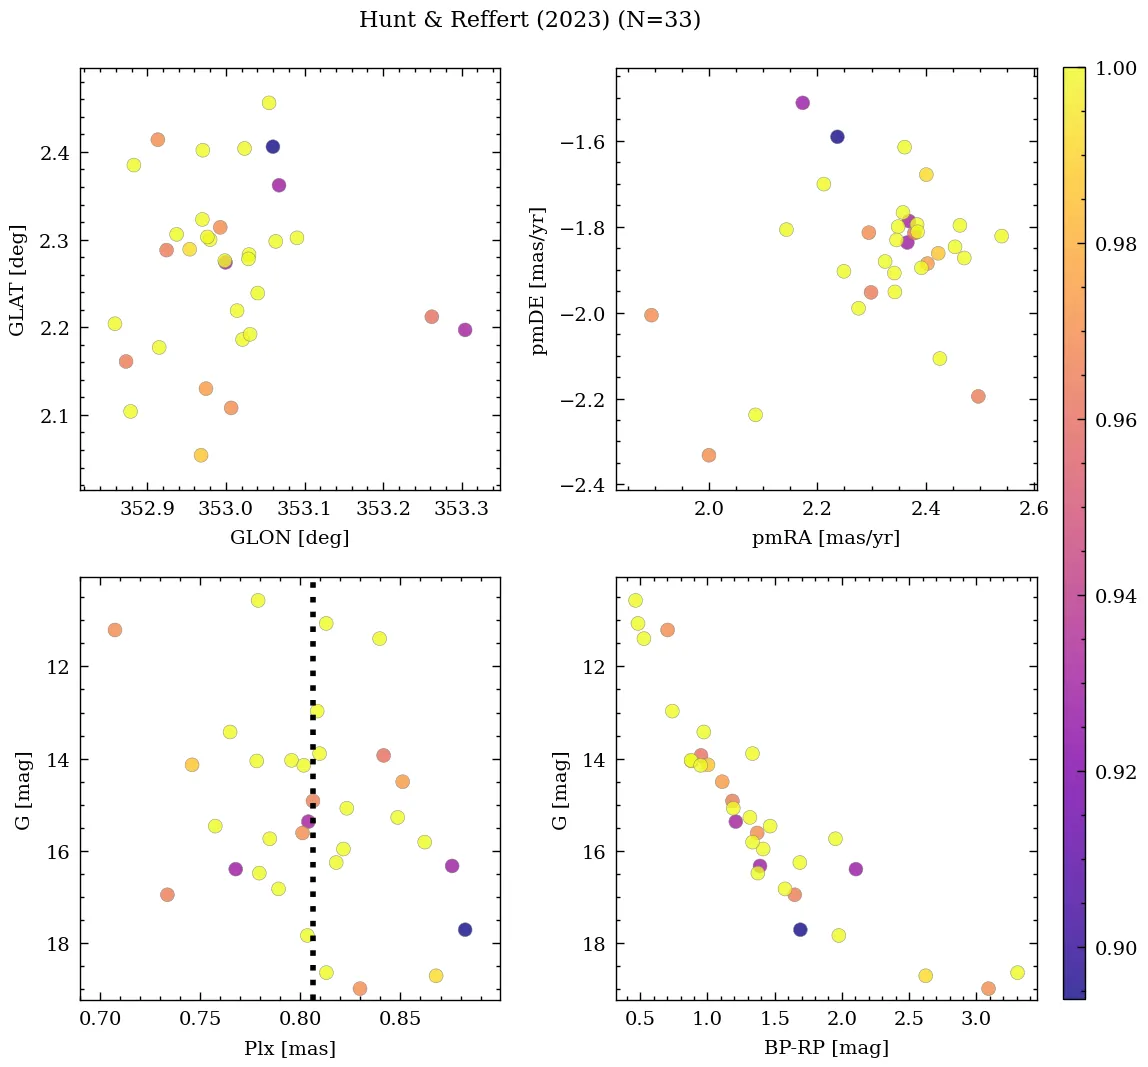 Hunt & Reffert (2023) (N=33)
GLAT [deg]
2.4
2.3
2.2
2.1
352.9 353.0 353.1 353.2 353.3
GLON [deg]
pmDE [mas/yr]
−1.6
−1.8
−2.0
−2.2
−2.4
2.0 2.2 2.4 2.6
pmRA [mas/yr]
G [mag]
12
14
16
18
0.70 0.75 0.80 0.85
Plx [mas]
G [mag]
12
14
16
18
0.5 1.0 1.5 2.0 2.5 3.0
BP-RP [mag]
1.00
0.98
0.96
0.94
0.92
0.90